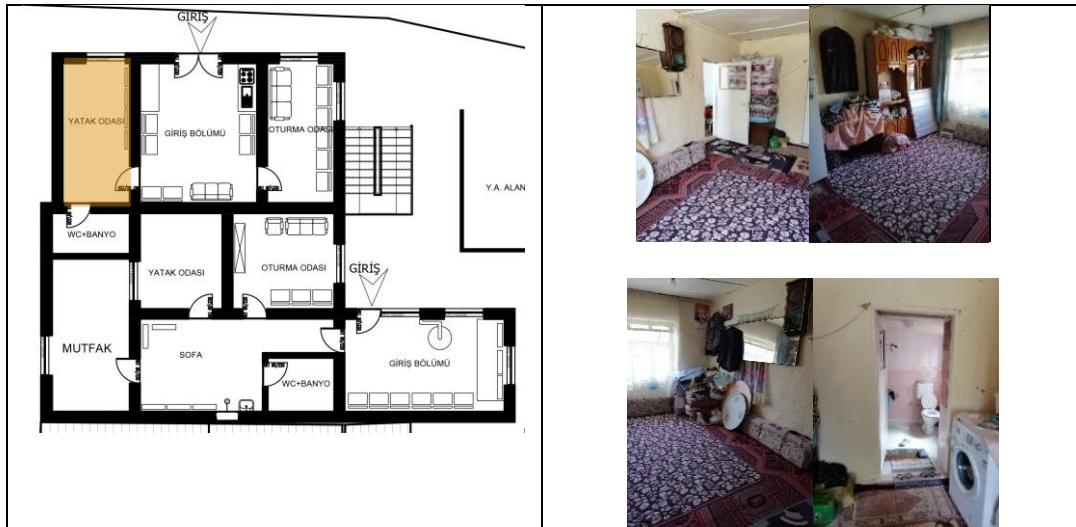 GİRİŞ
YATAK ODASI
GİRİŞ BÖLÜMÜ
OTURMA ODASI
Y.A. ALAN
WC+BANYO
YATAK ODASI
OTURMA ODASI
GİRİŞ
MUTFAK
SOFA
WC+BANYO
GİRİŞ BÖLÜMÜ